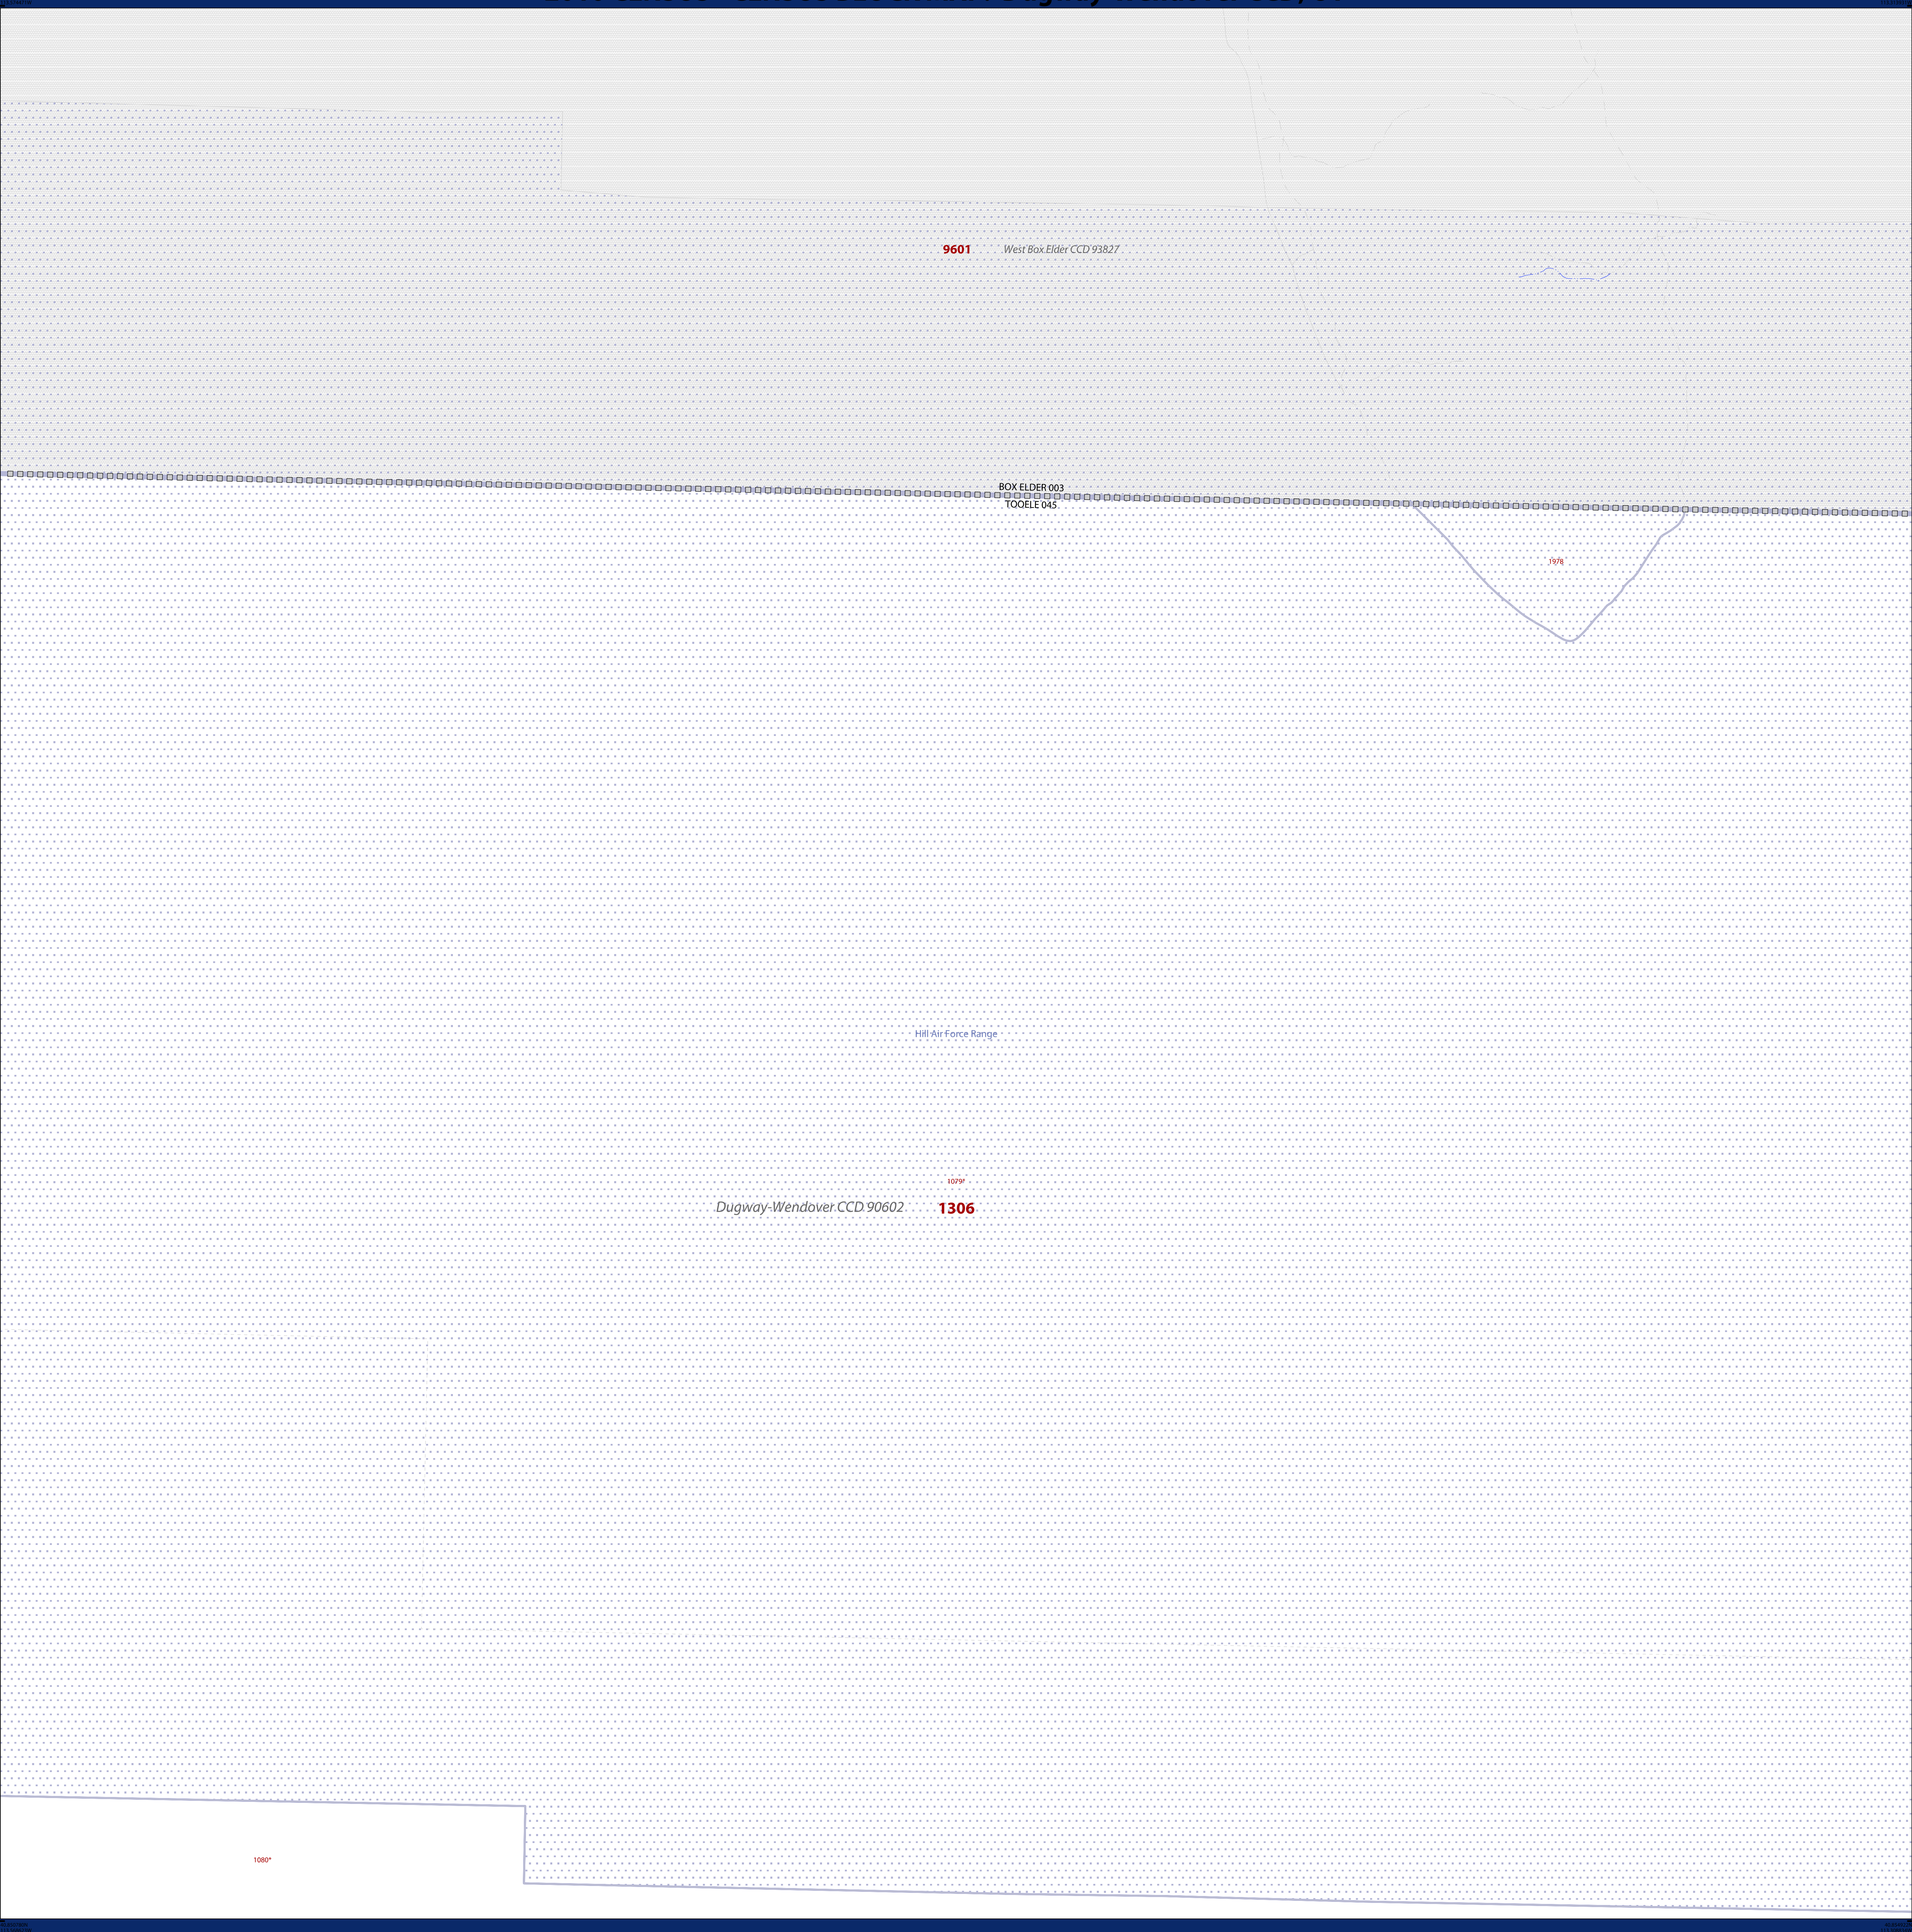 9601 West Box Elder CCD 93827
BOX ELDER 003
TOOELE 045
1978
Hill Air Force Range
1079*
Dugway-Wendover CCD 90602 1306
1080*